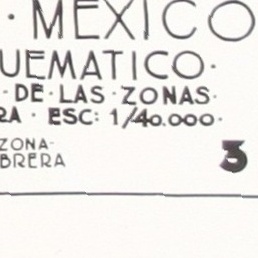 · MEXICO
UEMATICO·
· DE · LAS · ZONAS ·
RA · ESC: 1/40.000 ·
ZONA-
BRERA
3